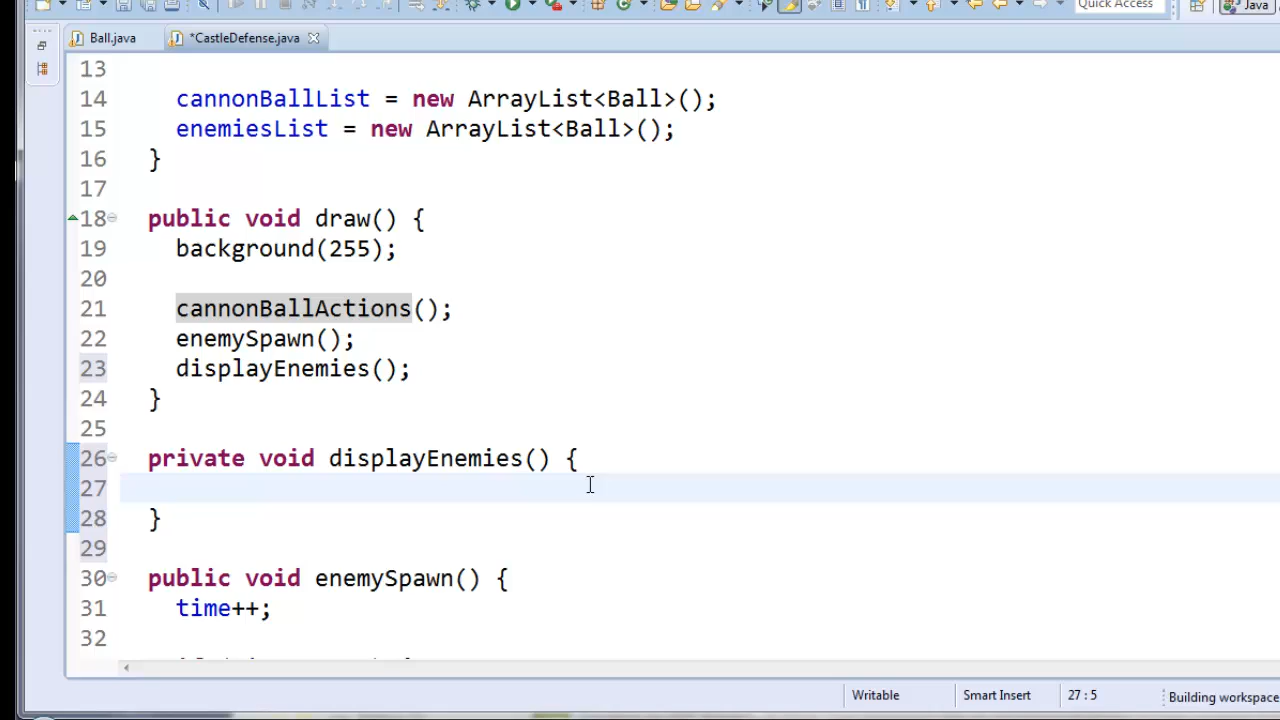 Quick Access
Java
Ball.java
*CastleDefense.java
13
14 cannonBallList = new ArrayList<Ball>();
15 enemiesList = new ArrayList<Ball>();
16 }
17
18 public void draw() {
19 background(255);
20
21 cannonBallActions();
22 enemySpawn();
23 displayEnemies();
24 }
25
26 private void displayEnemies() {
27
28 }
29
30 public void enemySpawn() {
31 time++;
32
Writable
Smart Insert
27 : 5
Building workspace